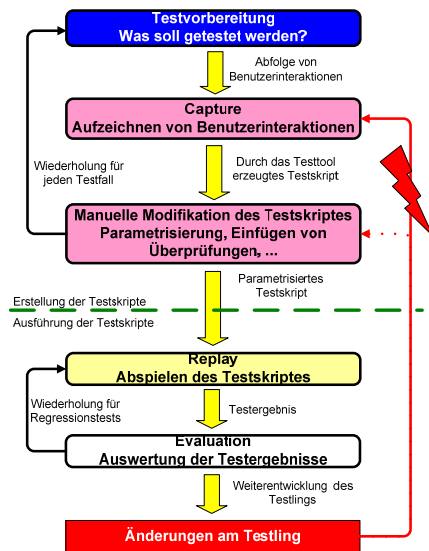 Testvorbereitung
Was soll getestet werden?
Abfolge von
Benutzerinteraktionen
Capture
Aufzeichnen von Benutzerinteraktionen
Wiederholung für
jeden Testfall
Durch das Testtool
erzeugtes Testskript
Manuelle Modifikation des Testskriptes
Parametrisierung, Einfügen von
Überprüfungen, ...
Parametrisiertes
Testskript
Erstellung der Testskripte
Ausführung der Testskripte
Replay
Abspielen des Testskriptes
Wiederholung für
Regressionstests
Testergebnis
Evaluation
Auswertung der Testergebnisse
Weiterentwicklung des
Testlings
Änderungen am Testling